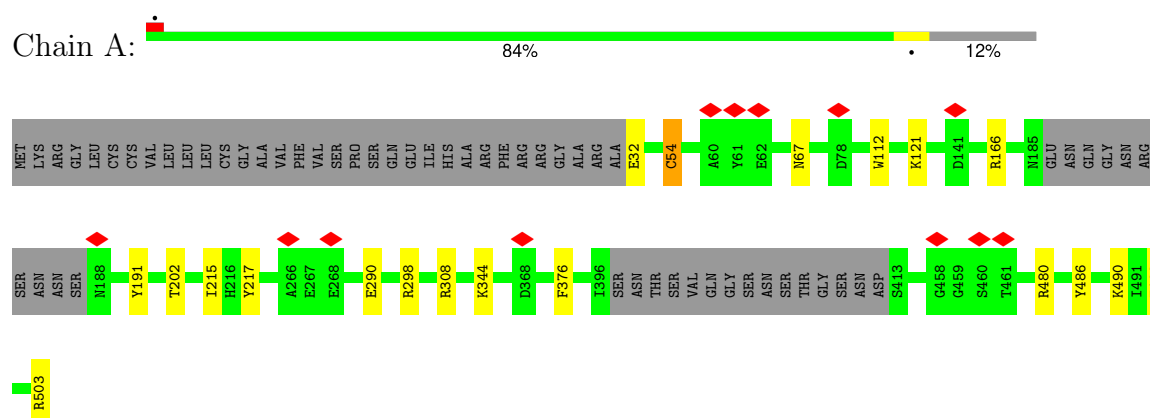 Chain A:
•
84%
•
12%
MET LYS ARG GLY LEU CYS CYS VAL LEU LEU LEU CYS GLY ALA VAL PHE VAL SER PRO SER GLN GLU ILE HIS ALA ARG PHE ARG ARG GLY ALA ARG ALA E32 C54 A60 Y61 E62 N67 D78 W112 K121 D141 R166 N185 GLU ASN GLN GLY ASN ARG
SER ASN ASN SER N188 Y191 T202 I215 H216 Y217 A266 E267 E268 E290 R298 R308 K344 D368 F376 I396 SER ASN THR SER VAL GLN GLY SER ASN SER THR GLY SER ASN ASP S413 G458 G459 S460 T461 R480 Y486 K490 I491
R503